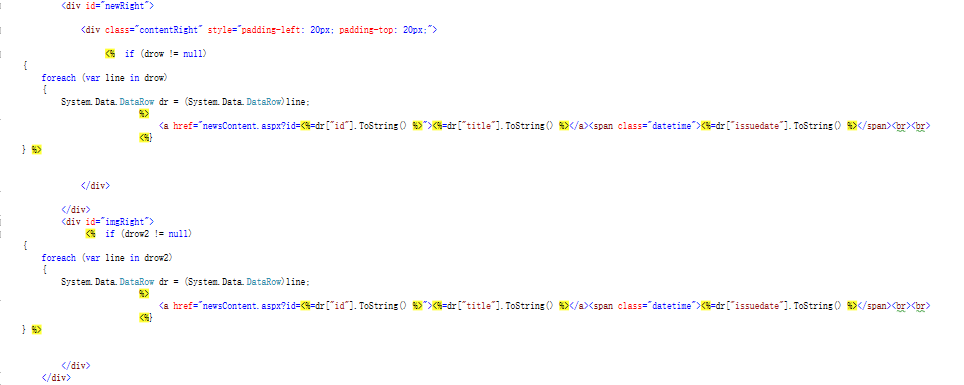 <div id="newRight">
<div class="contentRight" style="padding-left: 20px; padding-top: 20px;">
<% if (drow != null)
{
foreach (var line in drow)
{
System.Data.DataRow dr = (System.Data.DataRow)line;
%>
<a href="newsContent.aspx?id=<%=dr["id"].ToString() %>"><%=dr["title"].ToString() %></a><span class="datetime"><%=dr["issuedate"].ToString() %></span><br><br>
<%}
} %>
</div>
</div>
<div id="imgRight">
<% if (drow2 != null)
{
foreach (var line in drow2)
{
System.Data.DataRow dr = (System.Data.DataRow)line;
%>
<a href="newsContent.aspx?id=<%=dr["id"].ToString() %>"><%=dr["title"].ToString() %></a><span class="datetime"><%=dr["issuedate"].ToString() %></span><br><br>
<%}
} %>
</div>
</div>